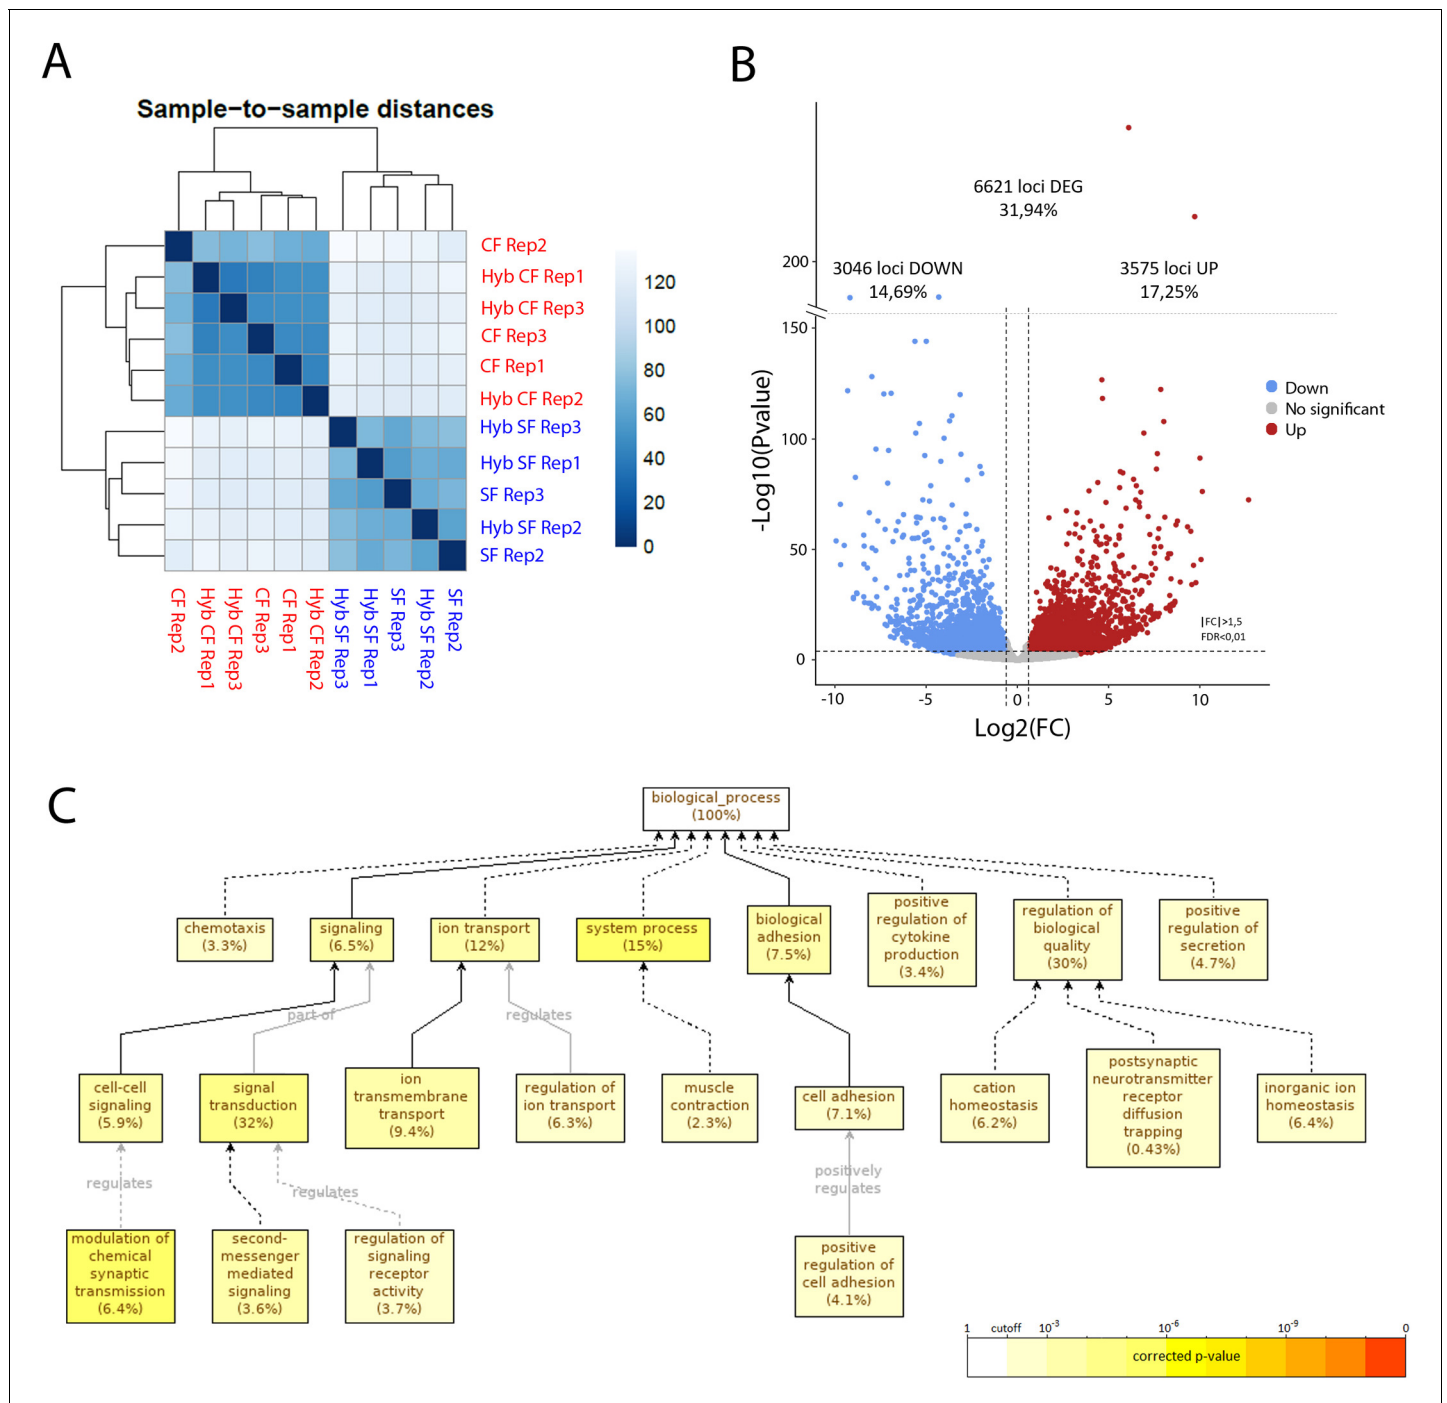 A
Sample−to−sample distances
CF Rep2
Hyb CF Rep1
Hyb CF Rep3
CF Rep3
CF Rep1
Hyb CF Rep2
Hyb SF Rep3
Hyb SF Rep1
SF Rep3
Hyb SF Rep2
SF Rep2
120
100
80
60
40
20
0
CF Rep2
Hyb CF Rep1
Hyb CF Rep3
CF Rep3
CF Rep1
Hyb CF Rep2
Hyb SF Rep3
Hyb SF Rep1
SF Rep3
Hyb SF Rep2
SF Rep2
B
6621 loci DEG
31,94%
3046 loci DOWN
14,69%
3575 loci UP
17,25%
200
150
100
50
0
-Log10(Pvalue)
Down
No significant
Up
|FC|>1,5
FDR<0,01
-10
-5
0
5
10
Log2(FC)
C
biological_process
(100%)
chemotaxis
(3.3%)
signaling
(6.5%)
ion transport
(12%)
system process
(15%)
biological
adhesion
(7.5%)
positive
regulation of
cytokine
production
(3.4%)
regulation of
biological
quality
(30%)
positive
regulation of
secretion
(4.7%)
part of
regulates
cell-cell
signaling
(5.9%)
signal
transduction
(32%)
ion
transmembrane
transport
(9.4%)
regulation of
ion transport
(6.3%)
muscle
contraction
(2.3%)
cell adhesion
(7.1%)
cation
homeostasis
(6.2%)
postsynaptic
neurotransmitter
receptor
diffusion
trapping
(0.43%)
inorganic ion
homeostasis
(6.4%)
regulates
regulates
positively
regulates
modulation of
chemical
synaptic
transmission
(6.4%)
second-
messenger
mediated
signaling
(3.6%)
regulation of
signaling
receptor
activity
(3.7%)
positive
regulation of
cell adhesion
(4.1%)
1 cutoff 10⁻³ 10⁻⁶ 10⁻⁹ 0
corrected p-value